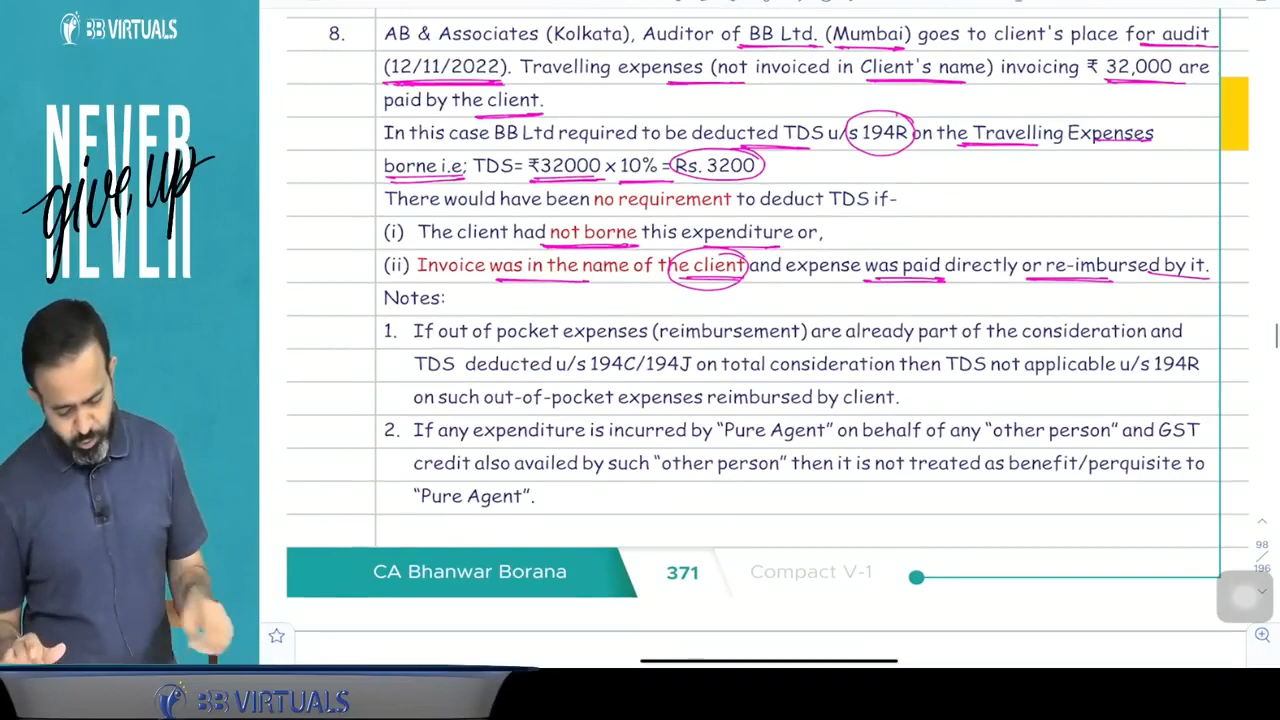 BB VIRTUALS
NEVER
give up
NEVER
8. AB & Associates (Kolkata), Auditor of BB Ltd. (Mumbai) goes to client's place for audit
(12/11/2022). Travelling expenses (not invoiced in Client's name) invoicing ₹ 32,000 are
paid by the client.
In this case BB Ltd required to be deducted TDS u/s 194R on the Travelling Expenses
borne i.e; TDS= ₹32000 x 10% = Rs. 3200
There would have been no requirement to deduct TDS if-
(i) The client had not borne this expenditure or,
(ii) Invoice was in the name of the client and expense was paid directly or re-imbursed by it.
Notes:
1. If out of pocket expenses (reimbursement) are already part of the consideration and
TDS deducted u/s 194C/194J on total consideration then TDS not applicable u/s 194R
on such out-of-pocket expenses reimbursed by client.
2. If any expenditure is incurred by “Pure Agent” on behalf of any “other person” and GST
credit also availed by such “other person” then it is not treated as benefit/perquisite to
“Pure Agent”.
CA Bhanwar Borana 371 Compact V-1
98
196
BB VIRTUALS